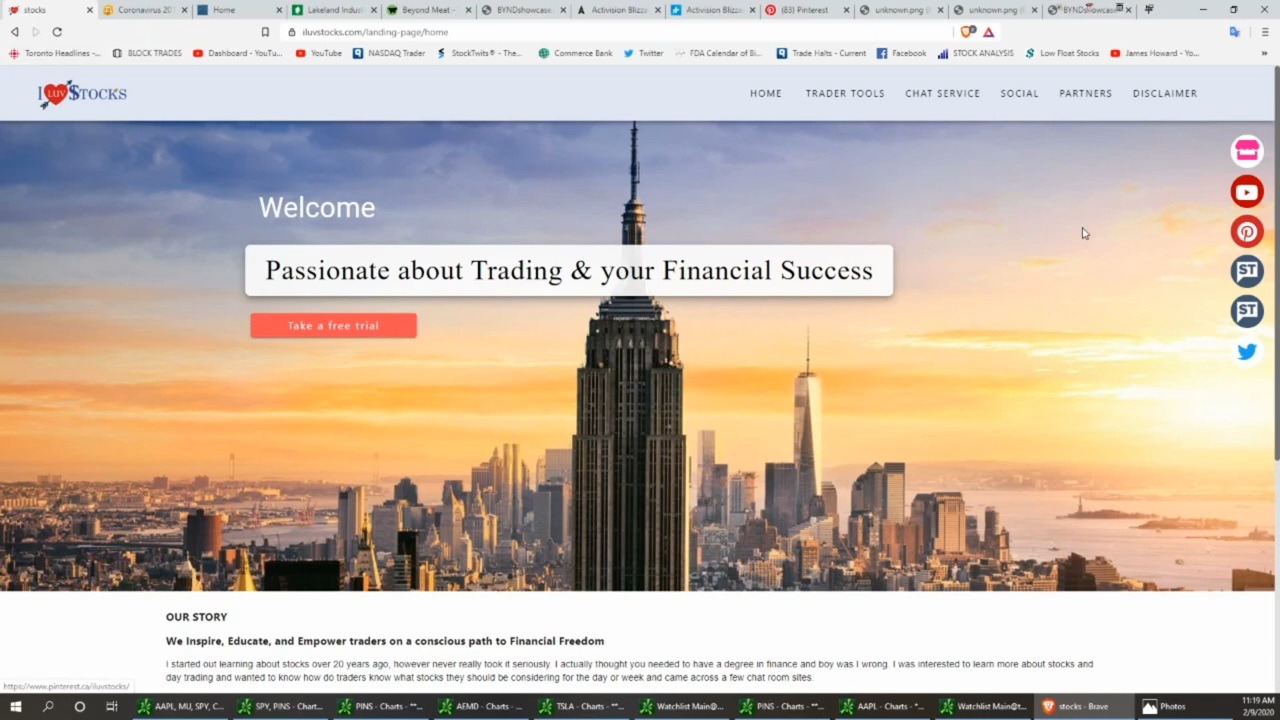 stocks
Coronavirus 201
Home
Lakeland Indust
Beyond Meat -
BYNDshowcase.
Activision Blizza
Activision Blizz
(83) Pinterest
unknown.png (
unknown.png (
BYNDshowcase
iluvstocks.com/landing-page/home
Toronto Headlines -...
BLOCK TRADES
Dashboard - YouTu...
YouTube
NASDAQ Trader
StockTwits® - The...
Commerce Bank
Twitter
FDA Calendar of Bi...
Trade Halts - Current
Facebook
STOCK ANALYSIS
Low Float Stocks
James Howard - Yo...
I LUV $TOCKS
HOME
TRADER TOOLS
CHAT SERVICE
SOCIAL
PARTNERS
DISCLAIMER
Welcome
Passionate about Trading & your Financial Success
Take a free trial
ST
ST
OUR STORY
We Inspire, Educate, and Empower traders on a conscious path to Financial Freedom
I started out learning about stocks over 20 years ago, however never really took it seriously. I actually thought you needed to have a degree in finance and boy was I wrong. I was interested to learn more about stocks and
day trading and wanted to know how do traders know what stocks they should be considering for the day or week and came across a few chat room sites.
https://www.pinterest.ca/iluvstocks/
AAPL, MU, SPY, C...
SPY, PINS - Chart...
PINS - Charts - **...
AEMD - Charts - ...
TSLA - Charts - **...
Watchlist Main@...
PINS - Charts - **...
AAPL - Charts - *...
Watchlist Main@t...
stocks - Brave
Photos
11:19 AM
2/9/2020